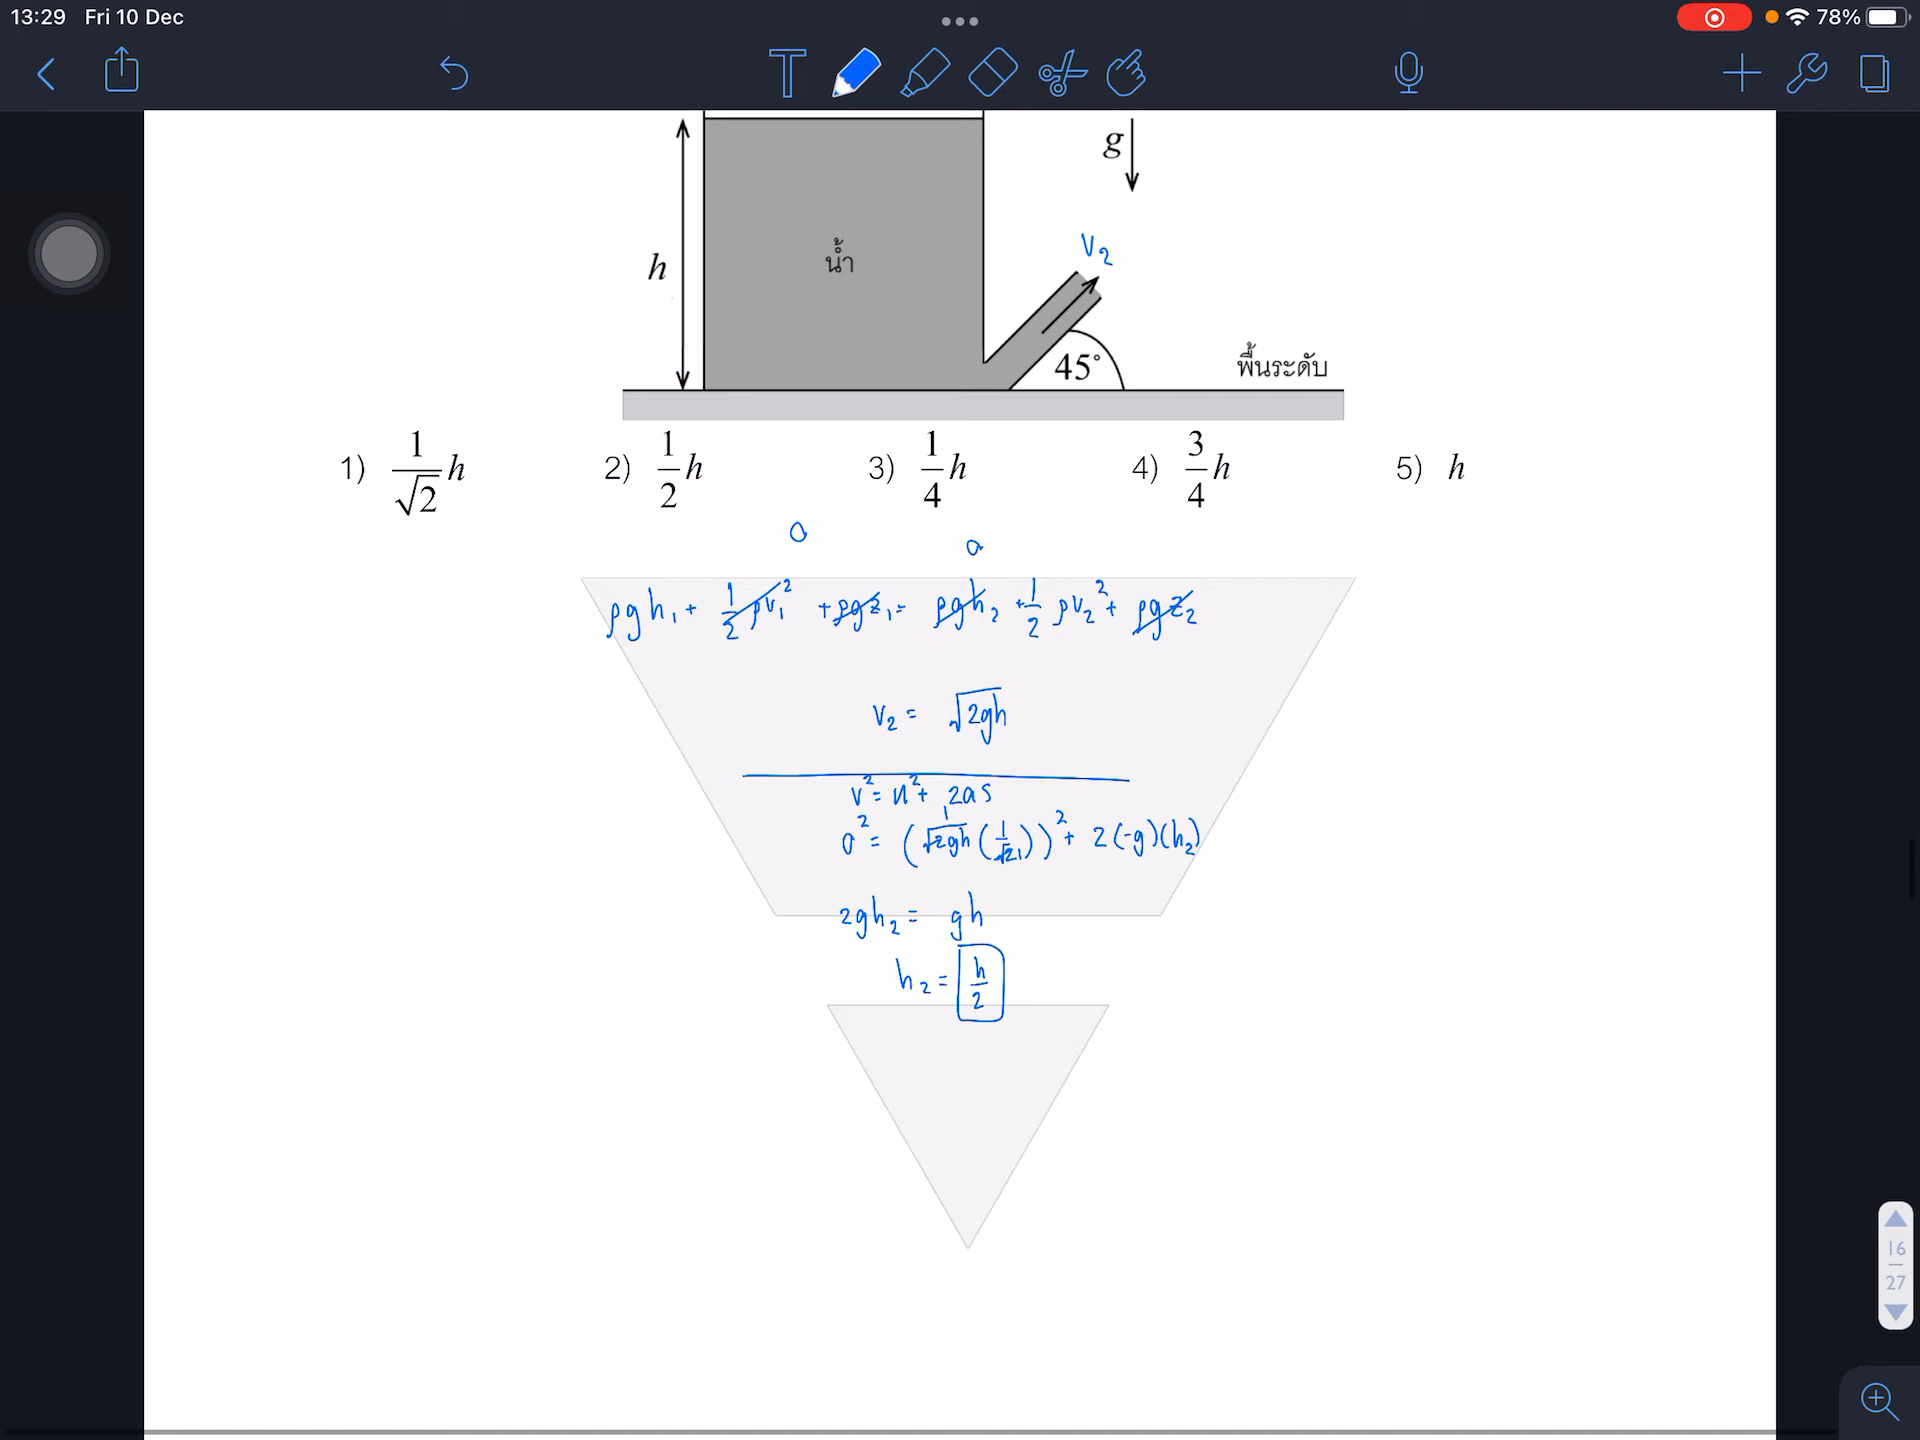 13:29 Fri 10 Dec
78%
g
h
น้ำ
V₂
45°
พื้นระดับ
1) 1/√2 h 2) 1/2 h 3) 1/4 h 4) 3/4 h 5) h
0 0
ρgh₁ + 1/2 ρv₁² + ρgz₁ = ρgh₂ + 1/2 ρv₂² + ρgz₂
v₂ = √2gh
v² = u² + 2as
0² = (√2gh (1/√2))² + 2(-g)(h₂)
2gh₂ = gh
h₂ = h/2
16
27